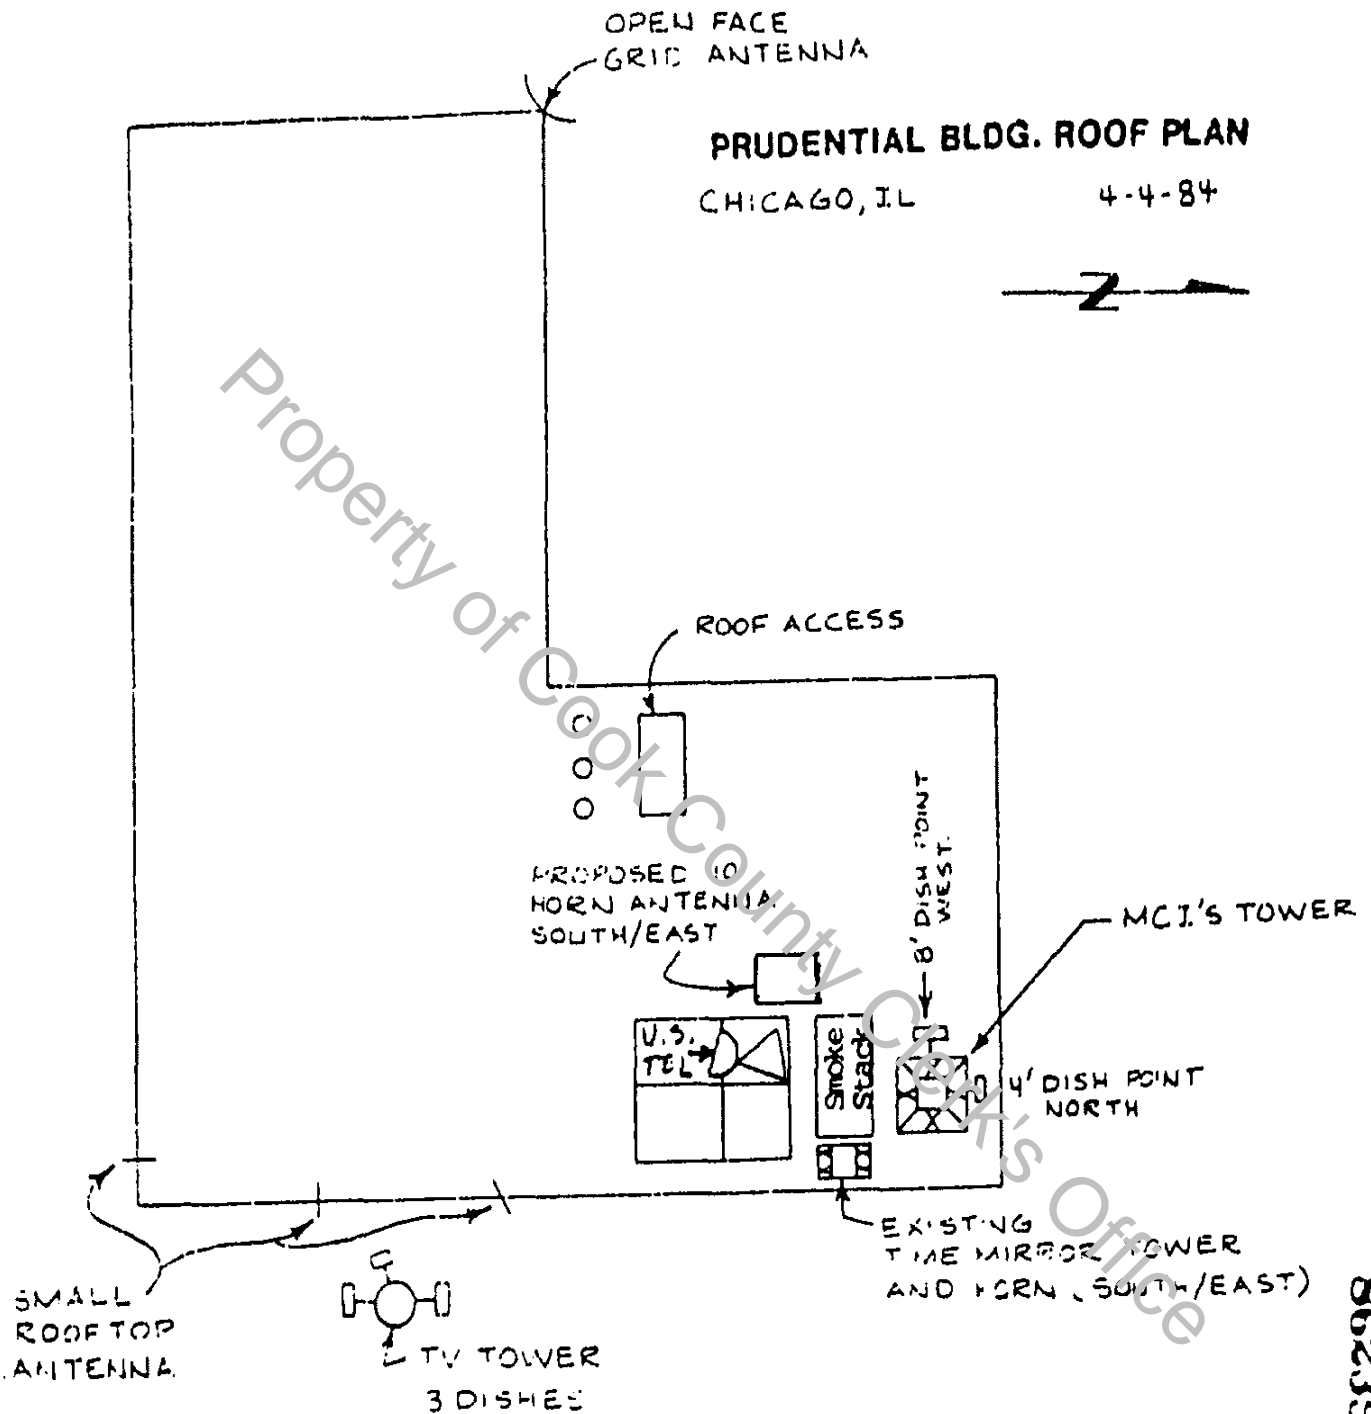 OPEN FACE
GRID ANTENNA
PRUDENTIAL BLDG. ROOF PLAN
CHICAGO, IL 4-4-84
N
ROOF ACCESS
PROPOSED 10
HORN ANTENNA
SOUTH/EAST
8' DISH POINT
WEST.
MCI.'S TOWER
U.S.
TEL
Smoke
Stack
4' DISH POINT
NORTH
EXISTING
TIME MIRROR TOWER
AND HORN (SOUTH/EAST)
SMALL
ROOFTOP
ANTENNA
TV TOWER
3 DISHES
Property of Cook County Clerk's Office